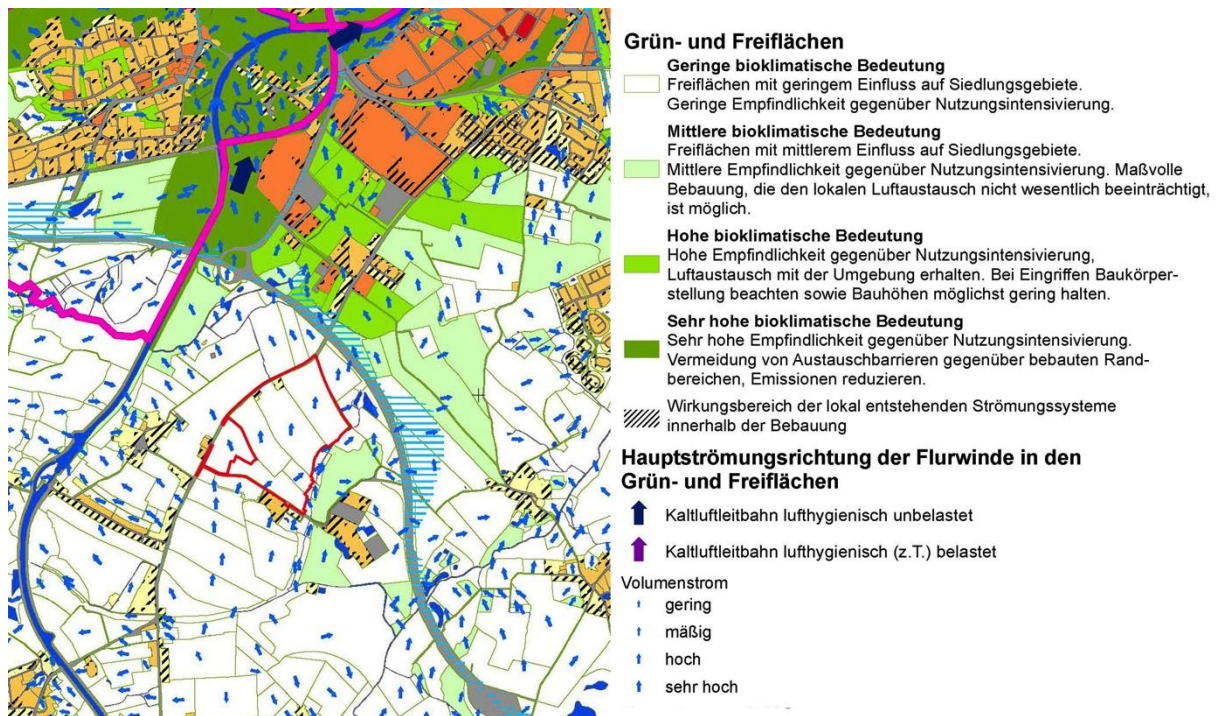 Grün- und Freiflächen
Geringe bioklimatische Bedeutung
Freiflächen mit geringem Einfluss auf Siedlungsgebiete.
Geringe Empfindlichkeit gegenüber Nutzungsintensivierung.
Mittlere bioklimatische Bedeutung
Freiflächen mit mittlerem Einfluss auf Siedlungsgebiete.
Mittlere Empfindlichkeit gegenüber Nutzungsintensivierung. Maßvolle
Bebauung, die den lokalen Luftaustausch nicht wesentlich beeinträchtigt,
ist möglich.
Hohe bioklimatische Bedeutung
Hohe Empfindlichkeit gegenüber Nutzungsintensivierung,
Luftaustausch mit der Umgebung erhalten. Bei Eingriffen Baukörper-
stellung beachten sowie Bauhöhen möglichst gering halten.
Sehr hohe bioklimatische Bedeutung
Sehr hohe Empfindlichkeit gegenüber Nutzungsintensivierung.
Vermeidung von Austauschbarrieren gegenüber bebauten Rand-
bereichen, Emissionen reduzieren.
Wirkungsbereich der lokal entstehenden Strömungssysteme
innerhalb der Bebauung
Hauptströmungsrichtung der Flurwinde in den
Grün- und Freiflächen
Kaltluftleitbahn lufthygienisch unbelastet
Kaltluftleitbahn lufthygienisch (z.T.) belastet
Volumenstrom
gering
mäßig
hoch
sehr hoch